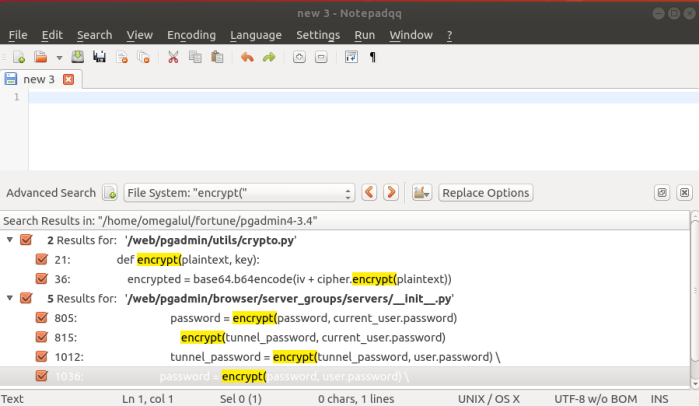 new 3 - Notepadqq
File Edit Search View Encoding Language Settings Run Window ?
new 3
1
Advanced Search File System: "encrypt(" Replace Options
Search Results in: "/home/omegalul/fortune/pgadmin4-3.4"
2 Results for: '/web/pgadmin/utils/crypto.py'
21: def encrypt(plaintext, key):
36: encrypted = base64.b64encode(iv + cipher.encrypt(plaintext))
5 Results for: '/web/pgadmin/browser/server_groups/servers/__init__.py'
805: password = encrypt(password, current_user.password)
815: encrypt(tunnel_password, current_user.password)
1012: tunnel_password = encrypt(tunnel_password, user.password) \
1036: password = encrypt(password, user.password) \
Text Ln 1, col 1 Sel 0 (1) 0 chars, 1 lines UNIX / OS X UTF-8 w/o BOM INS